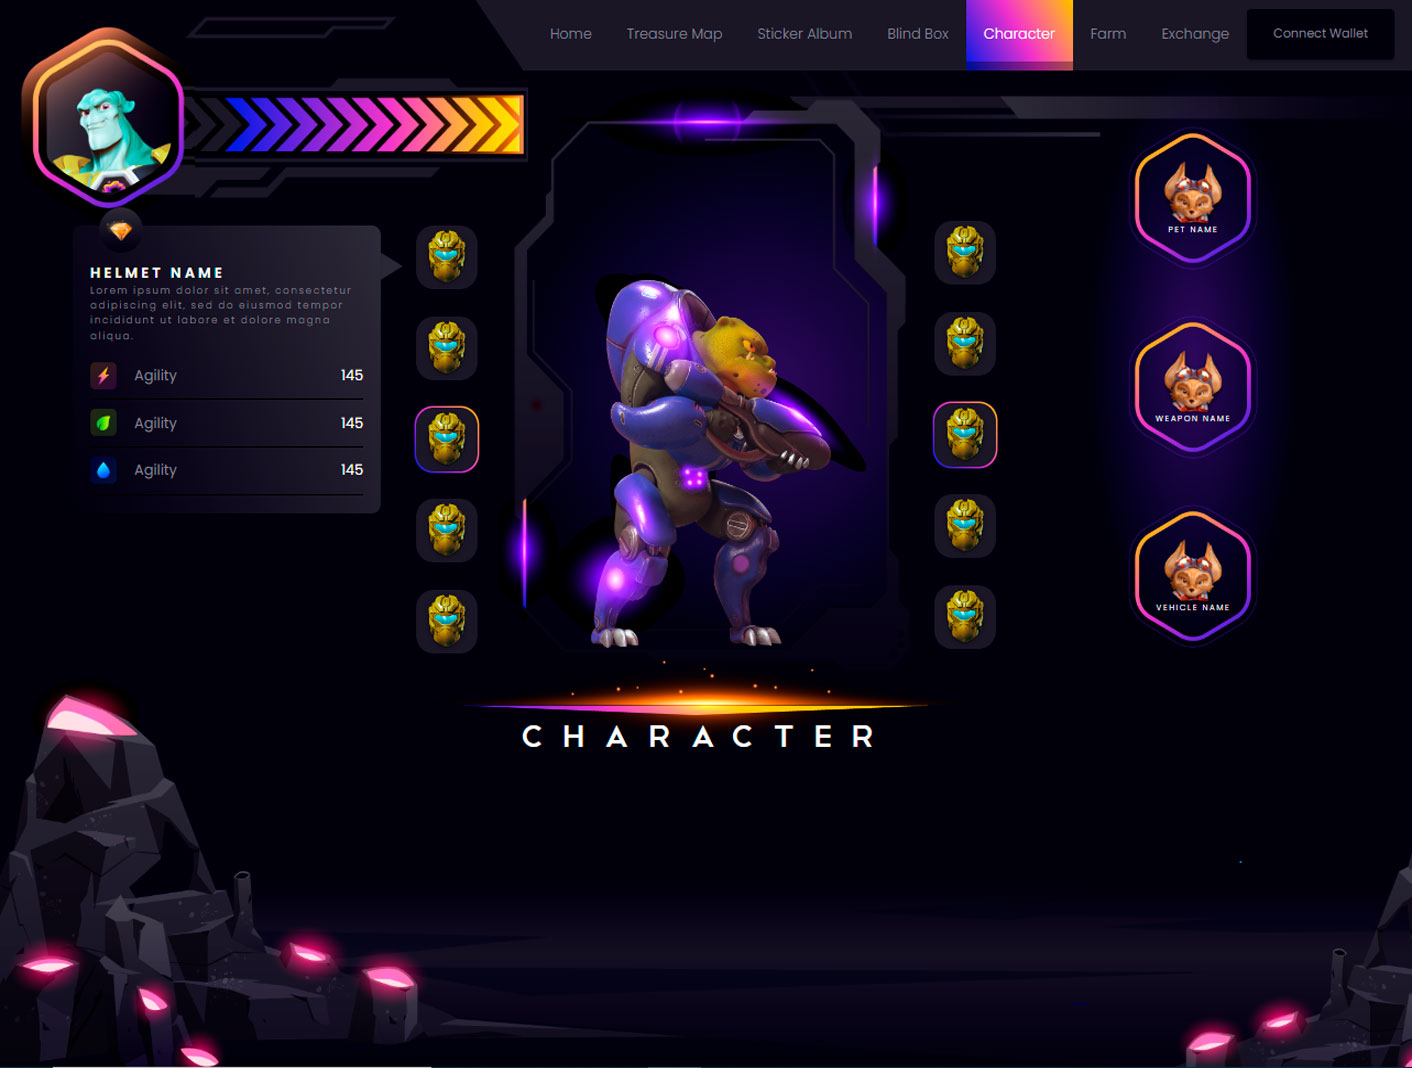 Home
Treasure Map
Sticker Album
Blind Box
Character
Farm
Exchange
Connect Wallet
HELMET NAME
Lorem ipsum dolor sit amet, consectetur
adipiscing elit, sed do eiusmod tempor
incididunt ut labore et dolore magna
aliqua.
Agility 145
Agility 145
Agility 145
PET NAME
WEAPON NAME
VEHICLE NAME
CHARACTER